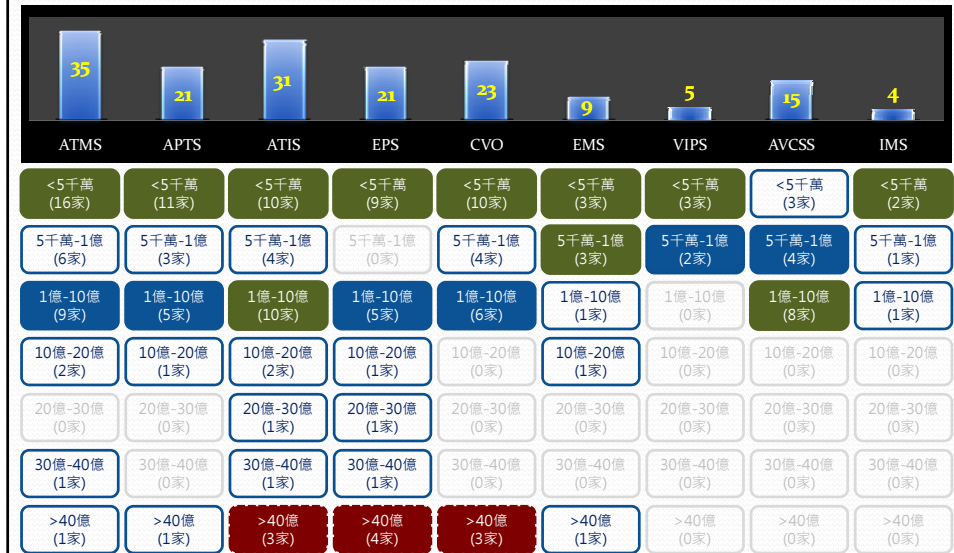 35 21 31 21 23 9 5 15 4
ATMS APTS ATIS EPS CVO EMS VIPS AVCSS IMS
<5千萬 <5千萬 <5千萬 <5千萬 <5千萬 <5千萬 <5千萬 <5千萬 <5千萬
(16家) (11家) (10家) (9家) (10家) (3家) (3家) (3家) (2家)
5千萬-1億 5千萬-1億 5千萬-1億 5千萬-1億 5千萬-1億 5千萬-1億 5千萬-1億 5千萬-1億 5千萬-1億
(6家) (3家) (4家) (0家) (4家) (3家) (2家) (4家) (1家)
1億-10億 1億-10億 1億-10億 1億-10億 1億-10億 1億-10億 1億-10億 1億-10億 1億-10億
(9家) (5家) (10家) (5家) (6家) (1家) (0家) (8家) (1家)
10億-20億 10億-20億 10億-20億 10億-20億 10億-20億 10億-20億 10億-20億 10億-20億 10億-20億
(2家) (1家) (2家) (1家) (0家) (1家) (0家) (0家) (0家)
20億-30億 20億-30億 20億-30億 20億-30億 20億-30億 20億-30億 20億-30億 20億-30億 20億-30億
(0家) (0家) (1家) (1家) (0家) (0家) (0家) (0家) (0家)
30億-40億 30億-40億 30億-40億 30億-40億 30億-40億 30億-40億 30億-40億 30億-40億 30億-40億
(1家) (0家) (1家) (1家) (0家) (0家) (0家) (0家) (0家)
>40億 >40億 >40億 >40億 >40億 >40億 >40億 >40億 >40億
(1家) (1家) (3家) (4家) (3家) (1家) (0家) (0家) (0家)